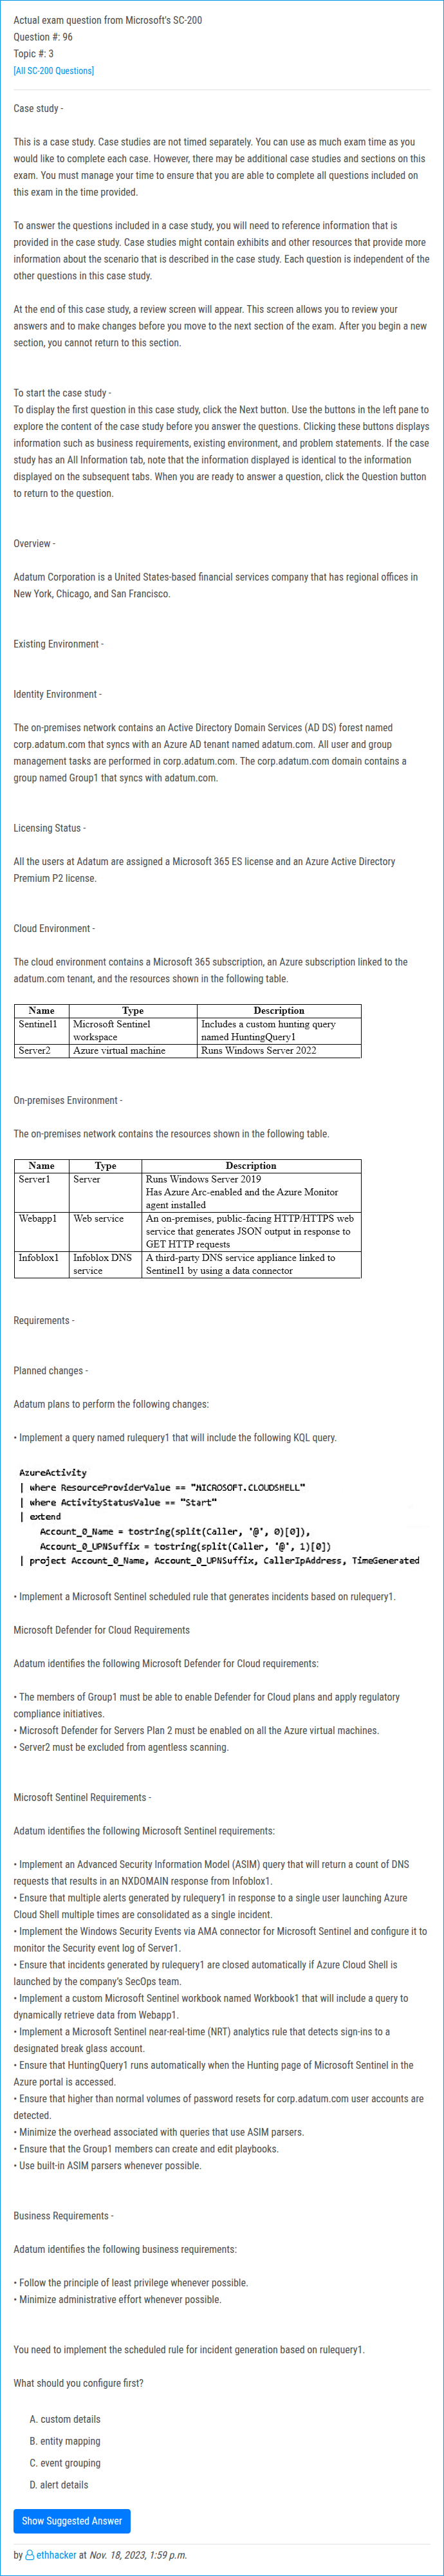 Actual exam question from Microsoft's SC-200
Question #: 96
Topic #: 3
[All SC-200 Questions]
Case study -
This is a case study. Case studies are not timed separately. You can use as much exam time as you
would like to complete each case. However, there may be additional case studies and sections on this
exam. You must manage your time to ensure that you are able to complete all questions included on
this exam in the time provided.
To answer the questions included in a case study, you will need to reference information that is
provided in the case study. Case studies might contain exhibits and other resources that provide more
information about the scenario that is described in the case study. Each question is independent of the
other questions in this case study.
At the end of this case study, a review screen will appear. This screen allows you to review your
answers and to make changes before you move to the next section of the exam. After you begin a new
section, you cannot return to this section.
To start the case study -
To display the first question in this case study, click the Next button. Use the buttons in the left pane to
explore the content of the case study before you answer the questions. Clicking these buttons displays
information such as business requirements, existing environment, and problem statements. If the case
study has an All Information tab, note that the information displayed is identical to the information
displayed on the subsequent tabs. When you are ready to answer a question, click the Question button
to return to the question.
Overview -
Adatum Corporation is a United States-based financial services company that has regional offices in
New York, Chicago, and San Francisco.
Existing Environment -
Identity Environment -
The on-premises network contains an Active Directory Domain Services (AD DS) forest named
corp.adatum.com that syncs with an Azure AD tenant named adatum.com. All user and group
management tasks are performed in corp.adatum.com. The corp.adatum.com domain contains a
group named Group1 that syncs with adatum.com.
Licensing Status -
All the users at Adatum are assigned a Microsoft 365 ES license and an Azure Active Directory
Premium P2 license.
Cloud Environment -
The cloud environment contains a Microsoft 365 subscription, an Azure subscription linked to the
adatum.com tenant, and the resources shown in the following table.
Name Type Description
Sentinel1 Microsoft Sentinel workspace Includes a custom hunting query named HuntingQuery1
Server2 Azure virtual machine Runs Windows Server 2022
On-premises Environment -
The on-premises network contains the resources shown in the following table.
Name Type Description
Server1 Server Runs Windows Server 2019
Has Azure Arc-enabled and the Azure Monitor
agent installed
Webapp1 Web service An on-premises, public-facing HTTP/HTTPS web
service that generates JSON output in response to
GET HTTP requests
Infoblox1 Infoblox DNS service A third-party DNS service appliance linked to
Sentinel1 by using a data connector
Requirements -
Planned changes -
Adatum plans to perform the following changes:
• Implement a query named rulequery1 that will include the following KQL query.
AzureActivity
| where ResourceProviderValue == "MICROSOFT.CLOUDSHELL"
| where ActivityStatusValue == "Start"
| extend
Account_0_Name = tostring(split(Caller, '@', 0)[0]),
Account_0_UPNSuffix = tostring(split(Caller, '@', 1)[0])
| project Account_0_Name, Account_0_UPNSuffix, CallerIpAddress, TimeGenerated
• Implement a Microsoft Sentinel scheduled rule that generates incidents based on rulequery1.
Microsoft Defender for Cloud Requirements
Adatum identifies the following Microsoft Defender for Cloud requirements:
• The members of Group1 must be able to enable Defender for Cloud plans and apply regulatory
compliance initiatives.
• Microsoft Defender for Servers Plan 2 must be enabled on all the Azure virtual machines.
• Server2 must be excluded from agentless scanning.
Microsoft Sentinel Requirements -
Adatum identifies the following Microsoft Sentinel requirements:
• Implement an Advanced Security Information Model (ASIM) query that will return a count of DNS
requests that results in an NXDOMAIN response from Infoblox1.
• Ensure that multiple alerts generated by rulequery1 in response to a single user launching Azure
Cloud Shell multiple times are consolidated as a single incident.
• Implement the Windows Security Events via AMA connector for Microsoft Sentinel and configure it to
monitor the Security event log of Server1.
• Ensure that incidents generated by rulequery1 are closed automatically if Azure Cloud Shell is
launched by the company's SecOps team.
• Implement a custom Microsoft Sentinel workbook named Workbook1 that will include a query to
dynamically retrieve data from Webapp1.
• Implement a Microsoft Sentinel near-real-time (NRT) analytics rule that detects sign-ins to a
designated break glass account.
• Ensure that HuntingQuery1 runs automatically when the Hunting page of Microsoft Sentinel in the
Azure portal is accessed.
• Ensure that higher than normal volumes of password resets for corp.adatum.com user accounts are
detected.
• Minimize the overhead associated with queries that use ASIM parsers.
• Ensure that the Group1 members can create and edit playbooks.
• Use built-in ASIM parsers whenever possible.
Business Requirements -
Adatum identifies the following business requirements:
• Follow the principle of least privilege whenever possible.
• Minimize administrative effort whenever possible.
You need to implement the scheduled rule for incident generation based on rulequery1.
What should you configure first?
A. custom details
B. entity mapping
C. event grouping
D. alert details
Show Suggested Answer
by ethhacker at Nov. 18, 2023, 1:59 p.m.